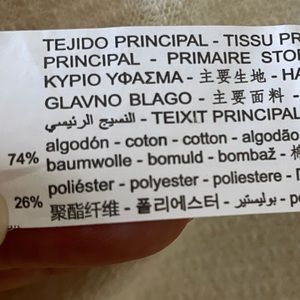 TEJIDO PRINCIPAL - TISSU PR
PRINCIPAL - PRIMAIRE STO
ΚΥΡΙΟ ΥΦΑΣΜΑ - 主要生地 - HA
GLAVNO BLAGO - 主要面料 -
النسيج الرئيسي - TEIXIT PRINCIPAL
74% algodón - coton - cotton - algodão
baumwolle - bomuld - bombaž - 棉
26% poliéster - polyester - poliestere - П
聚酯纤维 - 폴리에스터 - بوليستير -